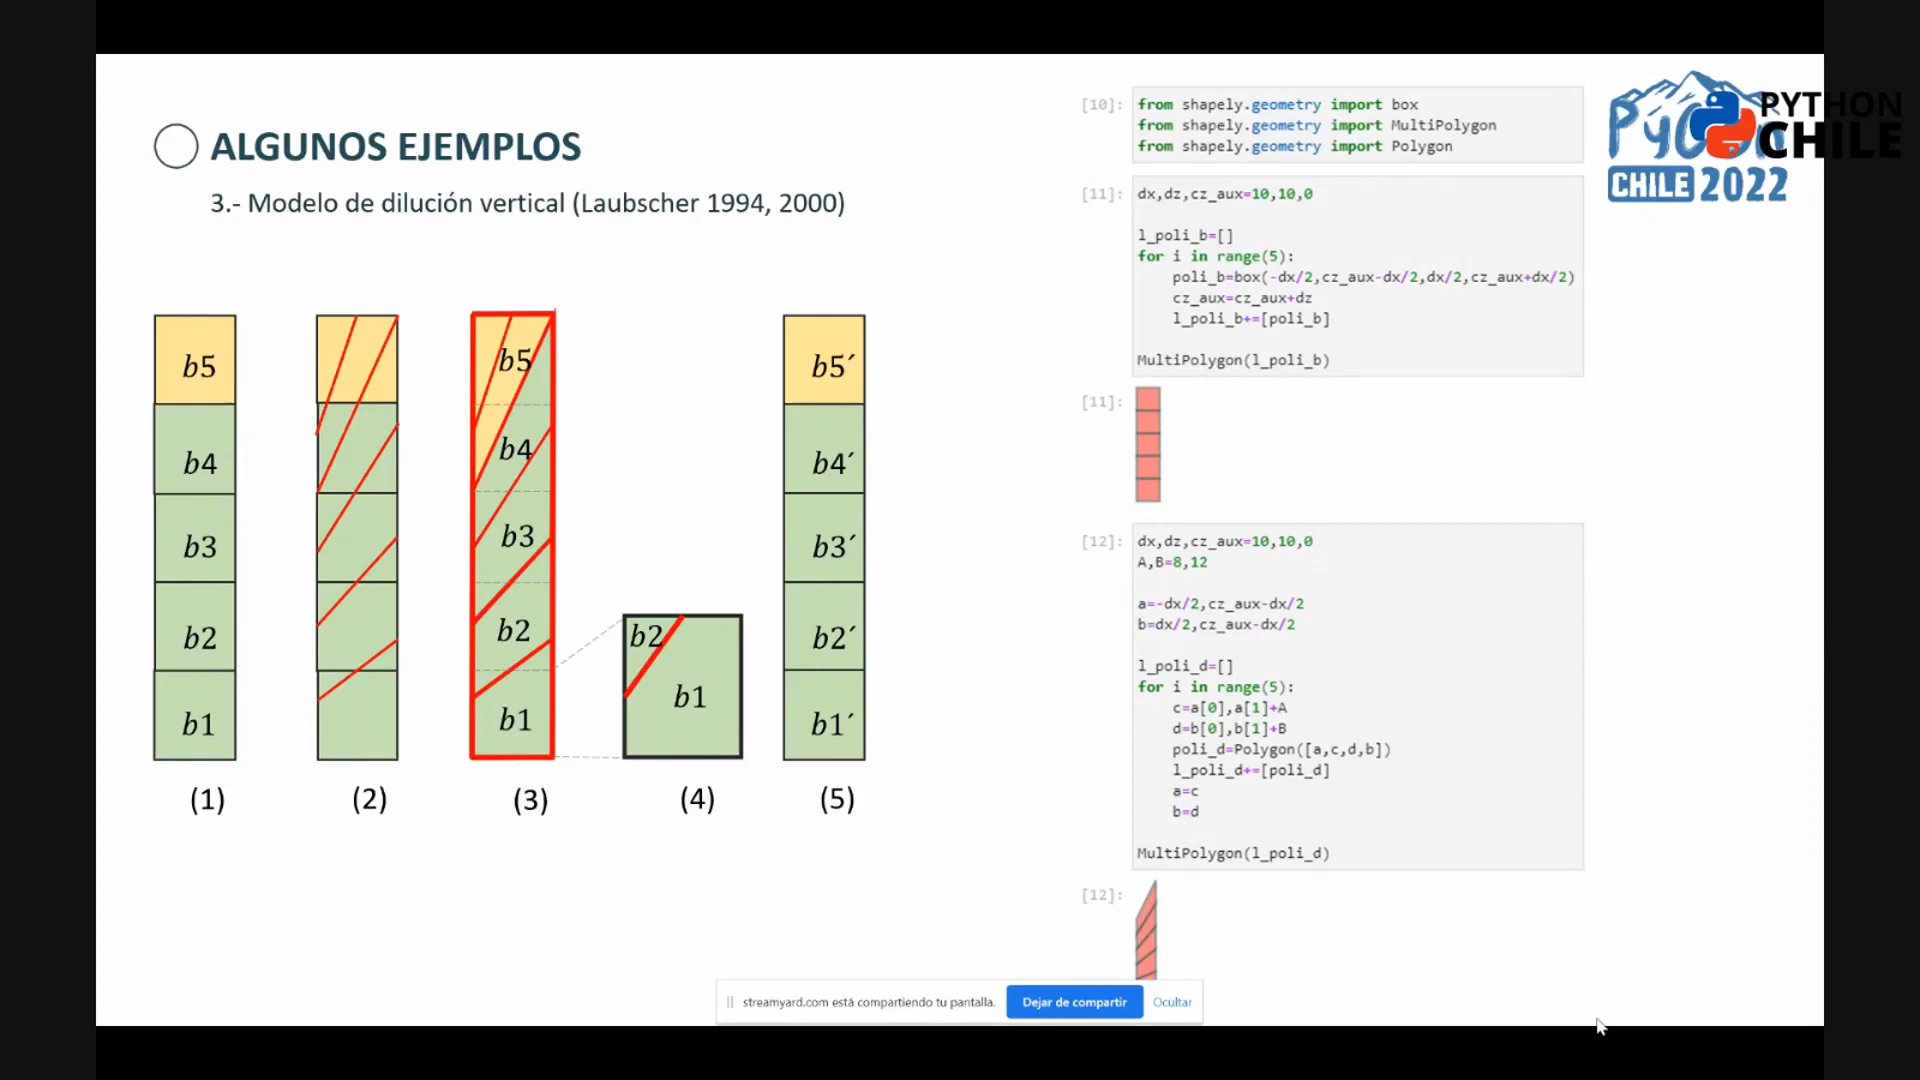 ALGUNOS EJEMPLOS
3.- Modelo de dilución vertical (Laubscher 1994, 2000)
b5
b4
b3
b2
b1
(1)
(2)
b5
b4
b3
b2
b1
(3)
b2
b1
(4)
b5´
b4´
b3´
b2´
b1´
(5)
[10]:
from shapely.geometry import box
from shapely.geometry import MultiPolygon
from shapely.geometry import Polygon
[11]:
dx,dz,cz_aux=10,10,0
l_poli_b=[]
for i in range(5):
    poli_b=box(-dx/2,cz_aux-dx/2,dx/2,cz_aux+dx/2)
    cz_aux=cz_aux+dz
    l_poli_b+=[poli_b]
MultiPolygon(l_poli_b)
[11]:
[12]:
dx,dz,cz_aux=10,10,0
A,B=8,12
a=-dx/2,cz_aux-dx/2
b=dx/2,cz_aux-dx/2
l_poli_d=[]
for i in range(5):
    c=a[0],a[1]+A
    d=b[0],b[1]+B
    poli_d=Polygon([a,c,d,b])
    l_poli_d+=[poli_d]
    a=c
    b=d
MultiPolygon(l_poli_d)
[12]:
PyCon
CHILE 2022
PYTHON
CHILE
streamyard.com está compartiendo tu pantalla.
Dejar de compartir
Ocultar